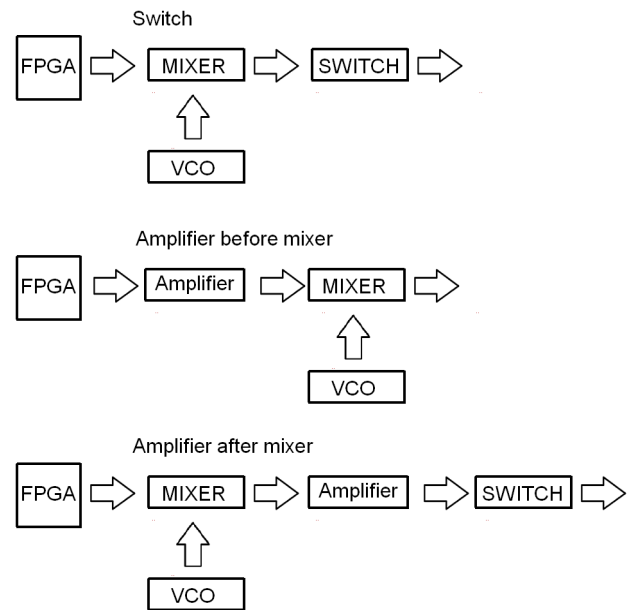 Switch
FPGA MIXER SWITCH
VCO
Amplifier before mixer
FPGA Amplifier MIXER
VCO
Amplifier after mixer
FPGA MIXER Amplifier SWITCH
VCO